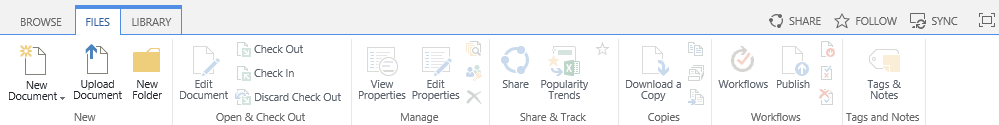 BROWSE FILES LIBRARY SHARE FOLLOW SYNC
New Document
Upload Document
New Folder
New
Edit Document
Check Out
Check In
Discard Check Out
Open & Check Out
View Properties
Edit Properties
Manage
Share
Popularity Trends
Share & Track
Download a Copy
Copies
Workflows
Publish
Workflows
Tags & Notes
Tags and Notes